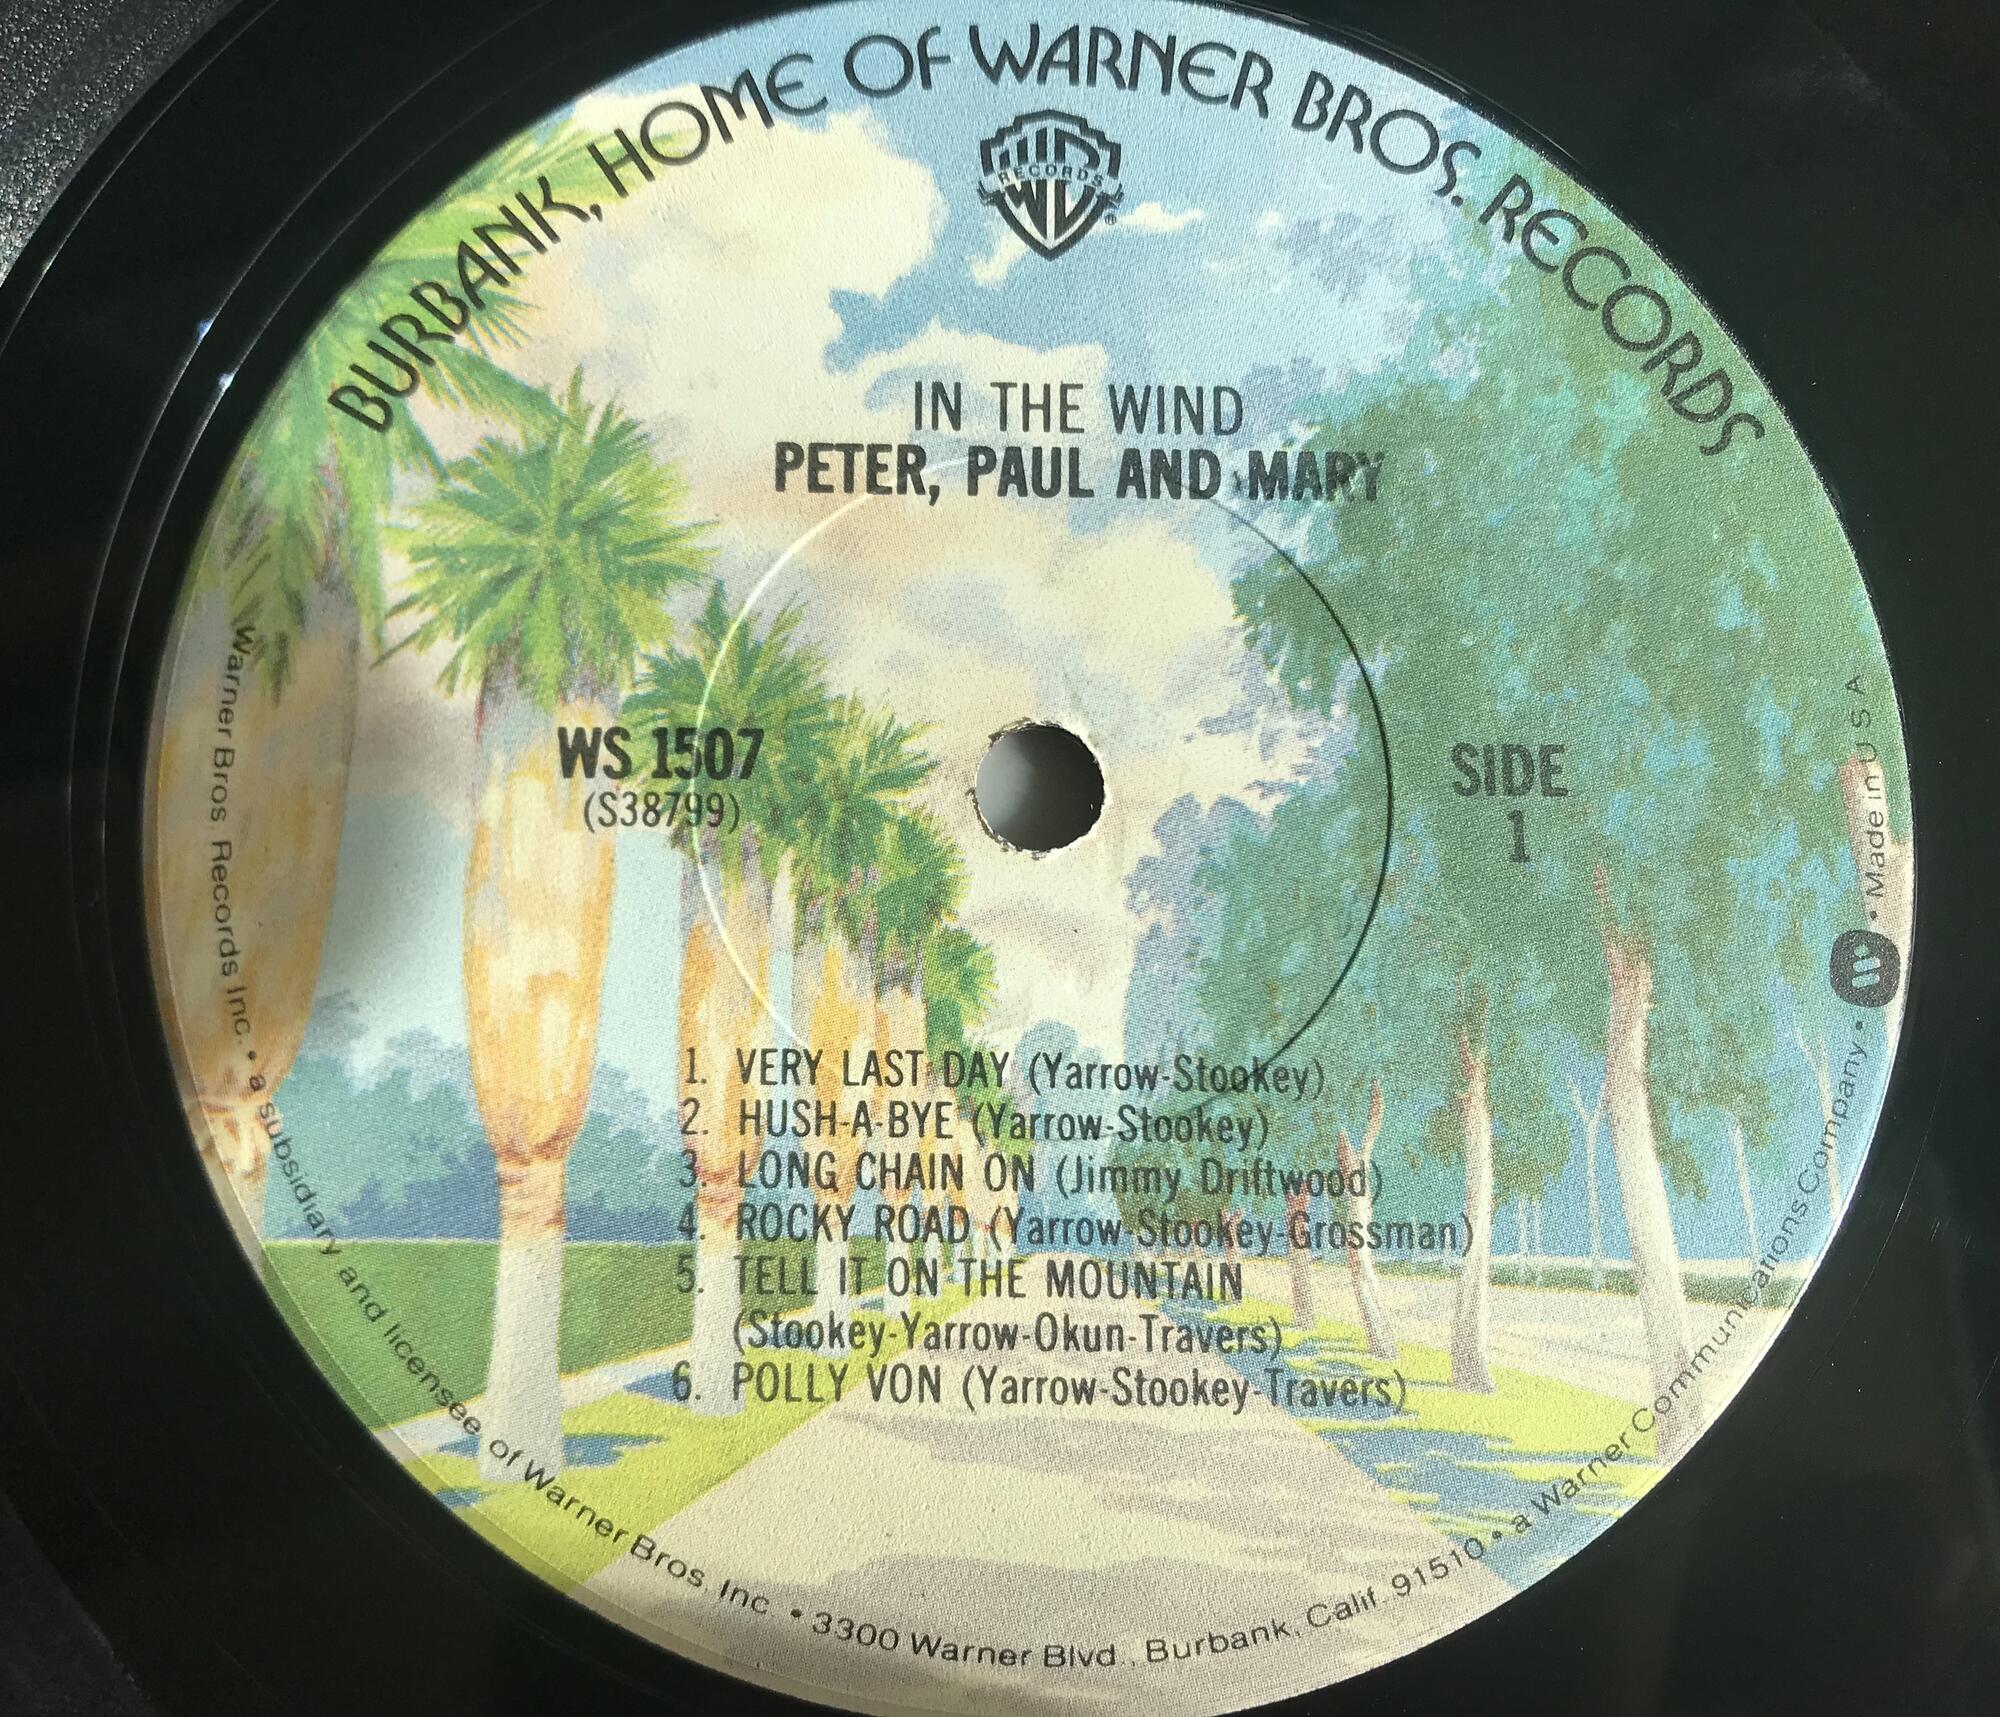 BURBANK, HOME OF WARNER BROS. RECORDS
WB
RECORDS
®
IN THE WIND
PETER, PAUL AND MARY
WS 1507
(S38799)
SIDE
1
1. VERY LAST DAY (Yarrow-Stookey)
2. HUSH-A-BYE (Yarrow-Stookey)
3. LONG CHAIN ON (Jimmy Driftwood)
4. ROCKY ROAD (Yarrow-Stookey-Grossman)
5. TELL IT ON THE MOUNTAIN
(Stookey-Yarrow-Okun-Travers)
6. POLLY VON (Yarrow-Stookey-Travers)
Warner Bros. Records Inc. • a subsidiary and licensee of Warner Bros. Inc. • 3300 Warner Blvd., Burbank, Calif. 91510 • a Warner Communications Company • W • Made in U S A